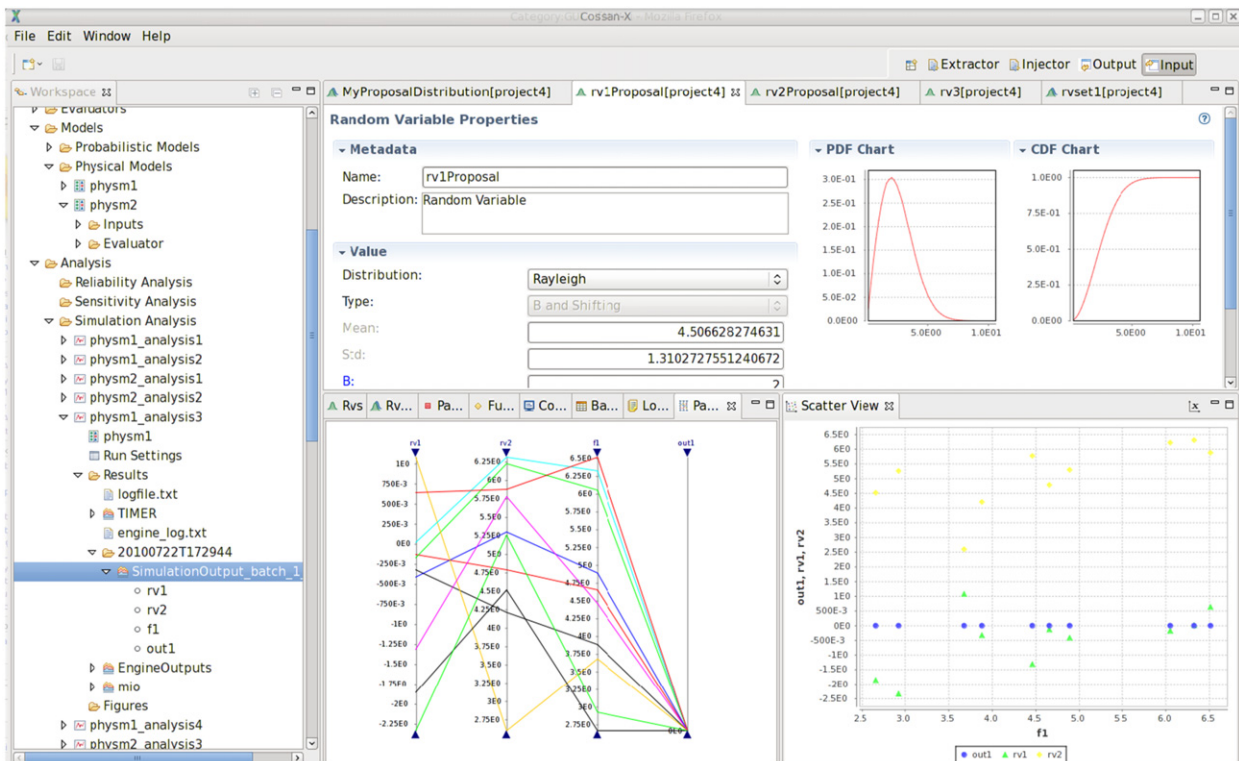 Category GUI Cossan-X - Mozilla Firefox
File Edit Window Help
Extractor Injector Output Input
Workspace
Evaluators
Models
Probabilistic Models
Physical Models
physm1
physm2
Inputs
Evaluator
Analysis
Reliability Analysis
Sensitivity Analysis
Simulation Analysis
physm1_analysis1
physm1_analysis2
physm2_analysis1
physm2_analysis2
physm1_analysis3
physm1
Run Settings
Results
logfile.txt
TIMER
engine_log.txt
20100722T172944
SimulationOutput_batch_1_
rv1
rv2
f1
out1
EngineOutputs
mio
Figures
physm1_analysis4
physm2_analysis3
MyProposalDistribution[project4] rv1Proposal[project4] rv2Proposal[project4] rv3[project4] rvset1[project4]
Random Variable Properties
Metadata
Name: rv1Proposal
Description: Random Variable
Value
Distribution: Rayleigh
Type: B and Shifting
Mean: 4.506628274631
Std: 1.3102727551240672
B: 2
PDF Chart
3.0E-01
2.5E-01
2.0E-01
1.5E-01
1.0E-01
5.0E-02
0.0E00
5.0E00 1.0E01
CDF Chart
1.0E00
7.5E-01
5.0E-01
2.5E-01
0.0E00
5.0E00 1.0E01
Rvs Rv... Pa... Fu... Co... Ba... Lo... Pa...
rv1 rv2 f1 out1
1E0
750E-3
500E-3
250E-3
0E0
-250E-3
-500E-3
-750E-3
-1E0
-1.25E0
-1.5E0
-1.75E0
-2E0
-2.25E0
6.25E0
6E0
5.75E0
5.5E0
5.25E0
5E0
4.75E0
4.5E0
4.25E0
4E0
3.75E0
3.5E0
3.25E0
3E0
2.75E0
6.5E0
6.25E0
6E0
5.75E0
5.5E0
5.25E0
5E0
4.75E0
4.5E0
4.25E0
4E0
3.75E0
3.5E0
3.25E0
3E0
2.75E0
0E0
Scatter View
out1, rv1, rv2
6.5E0
6E0
5.5E0
5E0
4.5E0
4E0
3.5E0
3E0
2.5E0
2E0
1.5E0
1E0
500E-3
0E0
-500E-3
-1E0
-1.5E0
-2E0
-2.5E0
2.5 3.0 3.5 4.0 4.5 5.0 5.5 6.0 6.5
f1
out1 rv1 rv2